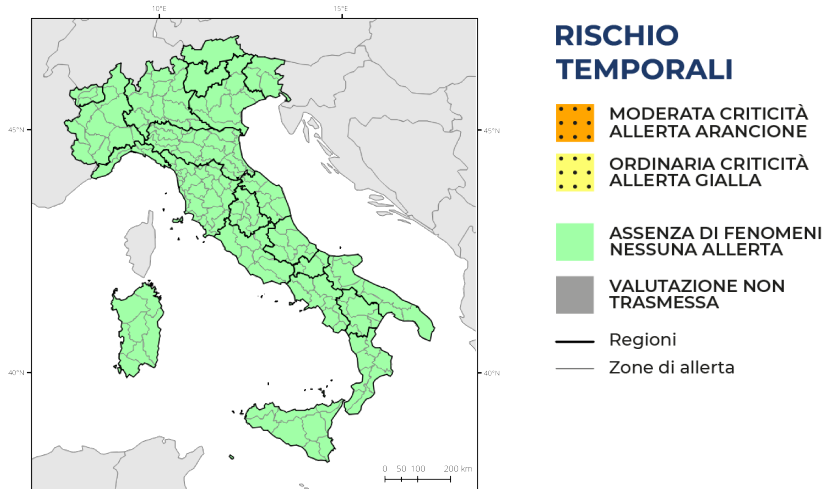 10°E 15°E
RISCHIO
TEMPORALI
MODERATA CRITICITÀ
ALLERTA ARANCIONE
45°N 45°N
ORDINARIA CRITICITÀ
ALLERTA GIALLA
ASSENZA DI FENOMENI
NESSUNA ALLERTA
VALUTAZIONE NON
TRASMESSA
Regioni
Zone di allerta
40°N 40°N
0 50 100 200 km